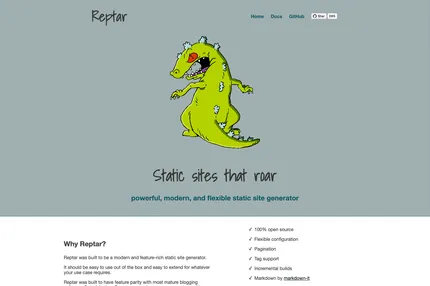 Reptar
Home Docs GitHub Star
Static sites that roar
powerful, modern, and flexible static site generator
Why Reptar?
Reptar was built to be a modern and feature-rich static site generator.
It should be easy to use out of the box and easy to extend for whatever
your use case requires.
Reptar was built to have feature parity with most mature blogging
✓ 100% open source
✓ Flexible configuration
✓ Pagination
✓ Tag support
✓ Incremental builds
✓ Markdown by markdown-it